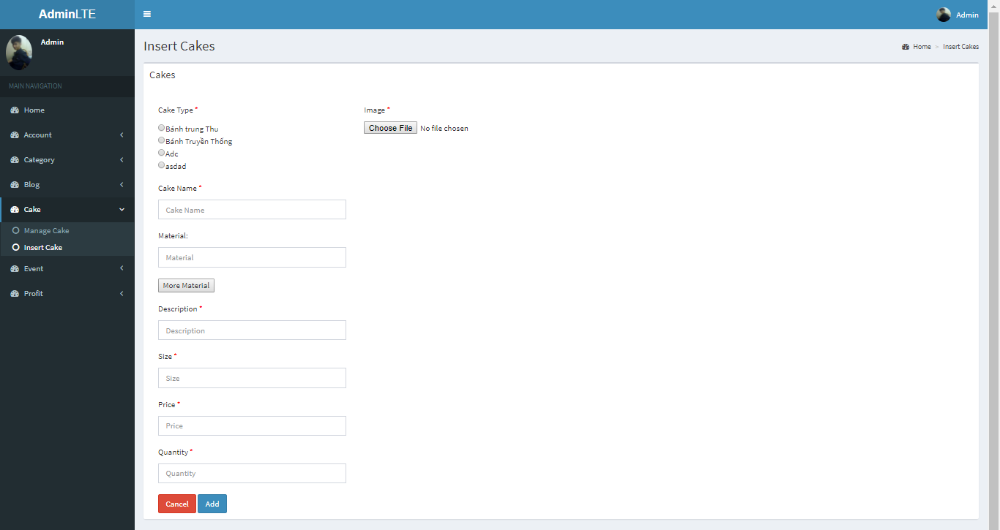 AdminLTE
Admin
Admin
MAIN NAVIGATION
Home
Account
Category
Blog
Cake
Manage Cake
Insert Cake
Event
Profit
Insert Cakes
Home > Insert Cakes
Cakes
Cake Type *
Bánh trung Thu
Bánh Truyền Thống
Adc
asdad
Image *
Choose File No file chosen
Cake Name *
Cake Name
Material:
Material
More Material
Description *
Description
Size *
Size
Price *
Price
Quantity *
Quantity
Cancel Add